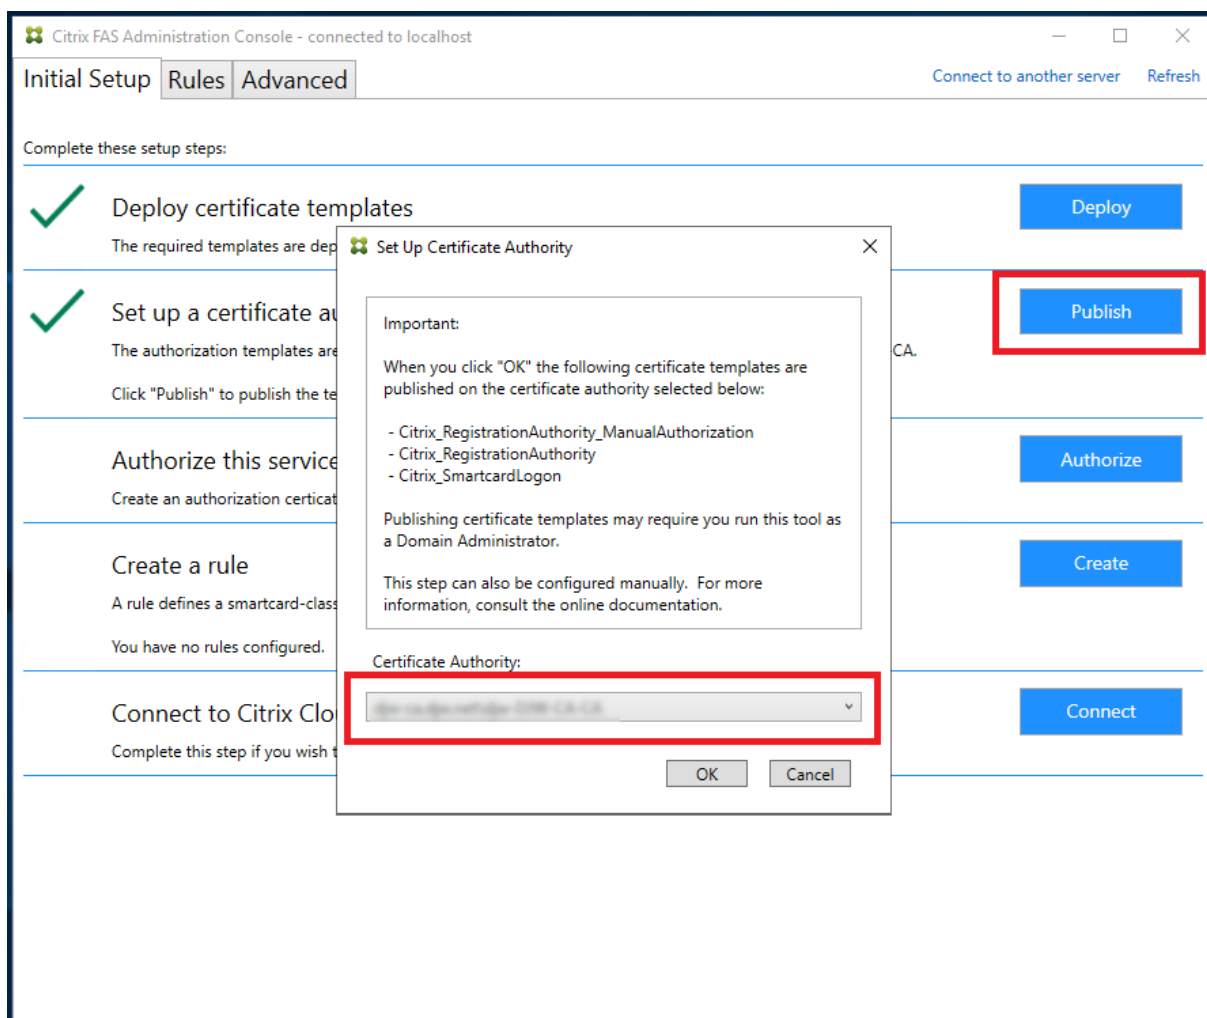 Citrix FAS Administration Console - connected to localhost
Initial Setup Rules Advanced
Connect to another server Refresh
Complete these setup steps:
Deploy certificate templates
Deploy
The required templates are dep
Set Up Certificate Authority
Set up a certificate au
Publish
The authorization templates are
CA.
Click "Publish" to publish the te
Important:
When you click "OK" the following certificate templates are
published on the certificate authority selected below:
- Citrix_RegistrationAuthority_ManualAuthorization
- Citrix_RegistrationAuthority
- Citrix_SmartcardLogon
Publishing certificate templates may require you run this tool as
a Domain Administrator.
This step can also be configured manually. For more
information, consult the online documentation.
Certificate Authority:
OK Cancel
Authorize this service
Authorize
Create an authorization certicat
Create a rule
Create
A rule defines a smartcard-class
You have no rules configured.
Connect to Citrix Clo
Connect
Complete this step if you wish t